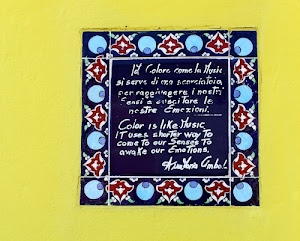 Il Colore come la Music
si serve di una scorciatoia
per raggiungere i nostri
Sensi e suscitare le
nostre Emozioni.
Color is like Music
IT uses shorter way To
come to our Senses To
awake our Emotions.